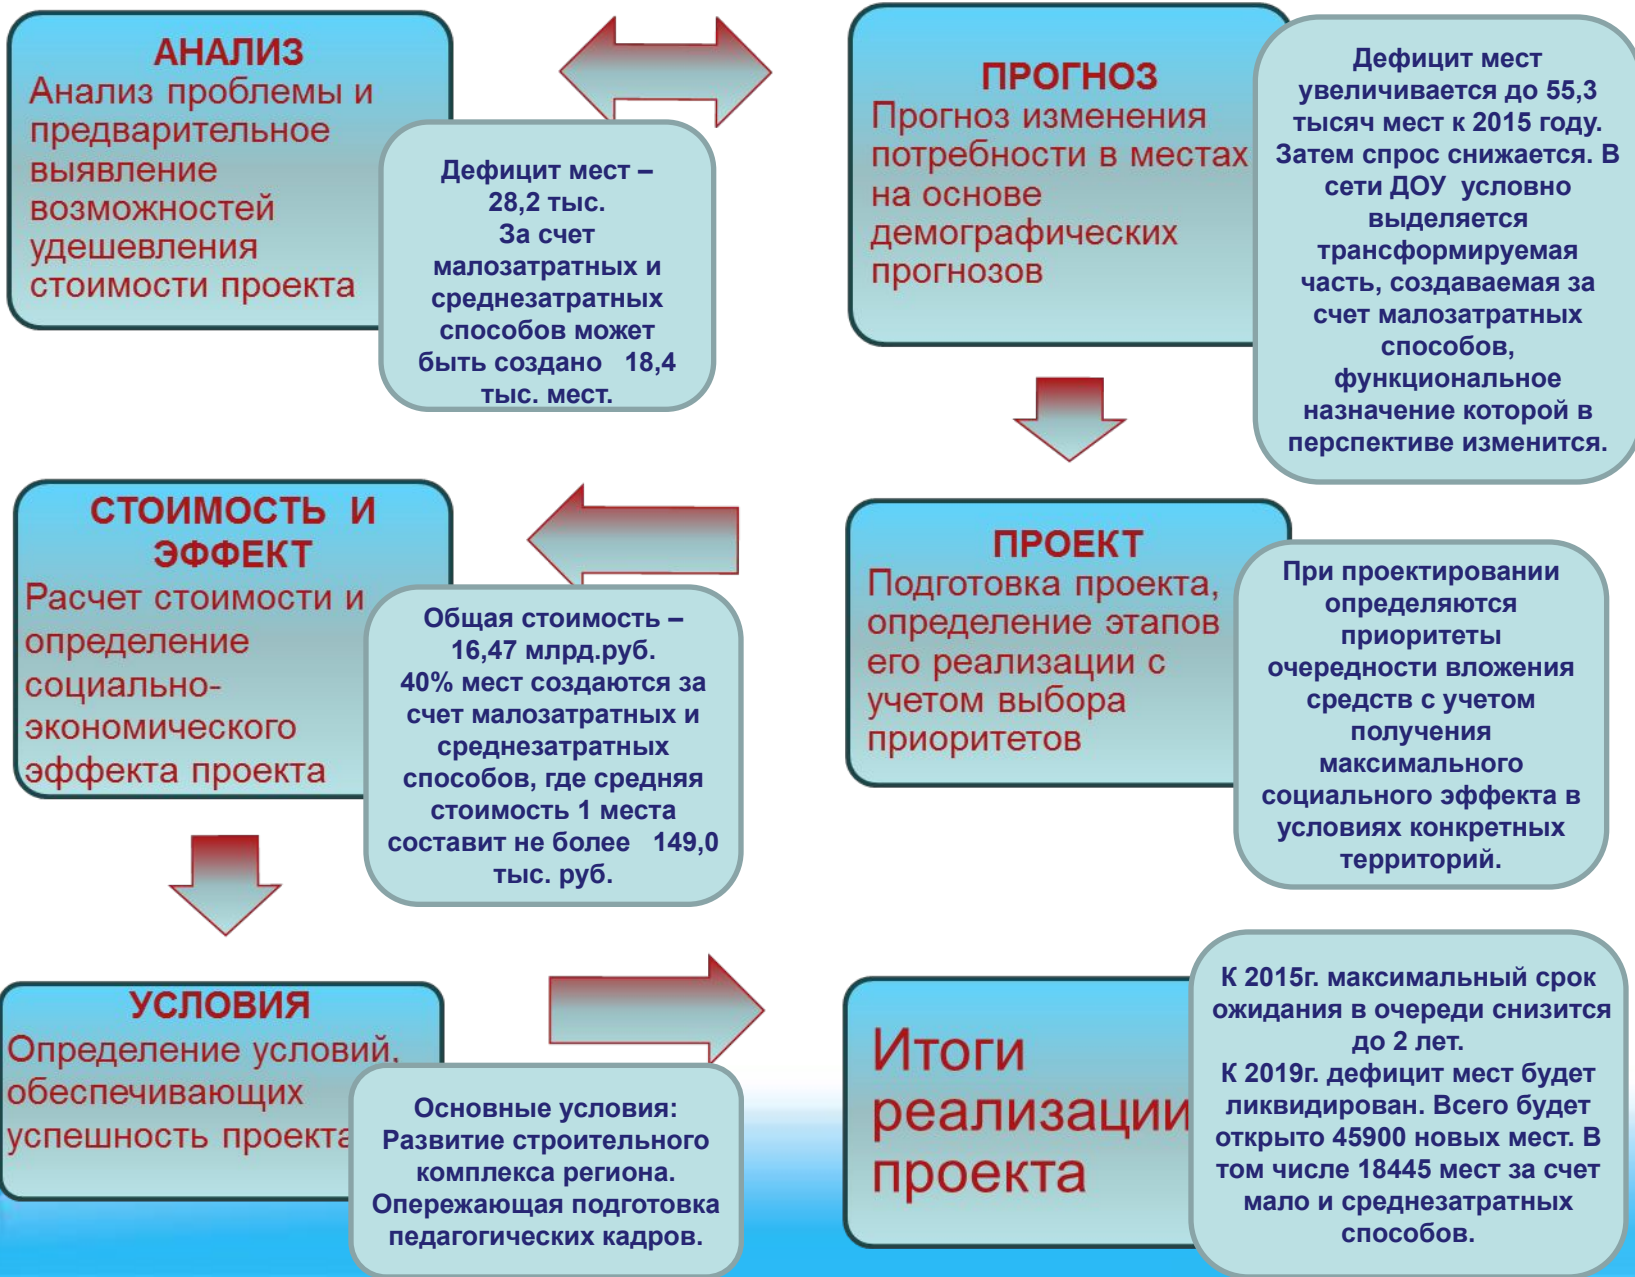 АНАЛИЗ
Анализ проблемы и
предварительное
выявление
возможностей
удешевления
стоимости проекта
Дефицит мест –
28,2 тыс.
За счет
малозатратных и
среднезатратных
способов может
быть создано 18,4
тыс. мест.
ПРОГНОЗ
Прогноз изменения
потребности в местах
на основе
демографических
прогнозов
Дефицит мест
увеличивается до 55,3
тысяч мест к 2015 году.
Затем спрос снижается. В
сети ДОУ условно
выделяется
трансформируемая
часть, создаваемая за
счет малозатратных
способов,
функциональное
назначение которой в
перспективе изменится.
ПРОЕКТ
Подготовка проекта,
определение этапов
его реализации с
учетом выбора
приоритетов
При проектировании
определяются
приоритеты
очередности вложения
средств с учетом
получения
максимального
социального эффекта в
условиях конкретных
территорий.
СТОИМОСТЬ И
ЭФФЕКТ
Расчет стоимости и
определение
социально-
экономического
эффекта проекта
Общая стоимость –
16,47 млрд.руб.
40% мест создаются за
счет малозатратных и
среднезатратных
способов, где средняя
стоимость 1 места
составит не более 149,0
тыс. руб.
УСЛОВИЯ
Определение условий,
обеспечивающих
успешность проекта
Основные условия:
Развитие строительного
комплекса региона.
Опережающая подготовка
педагогических кадров.
Итоги
реализации
проекта
К 2015г. максимальный срок
ожидания в очереди снизится
до 2 лет.
К 2019г. дефицит мест будет
ликвидирован. Всего будет
открыто 45900 новых мест. В
том числе 18445 мест за счет
мало и среднезатратных
способов.